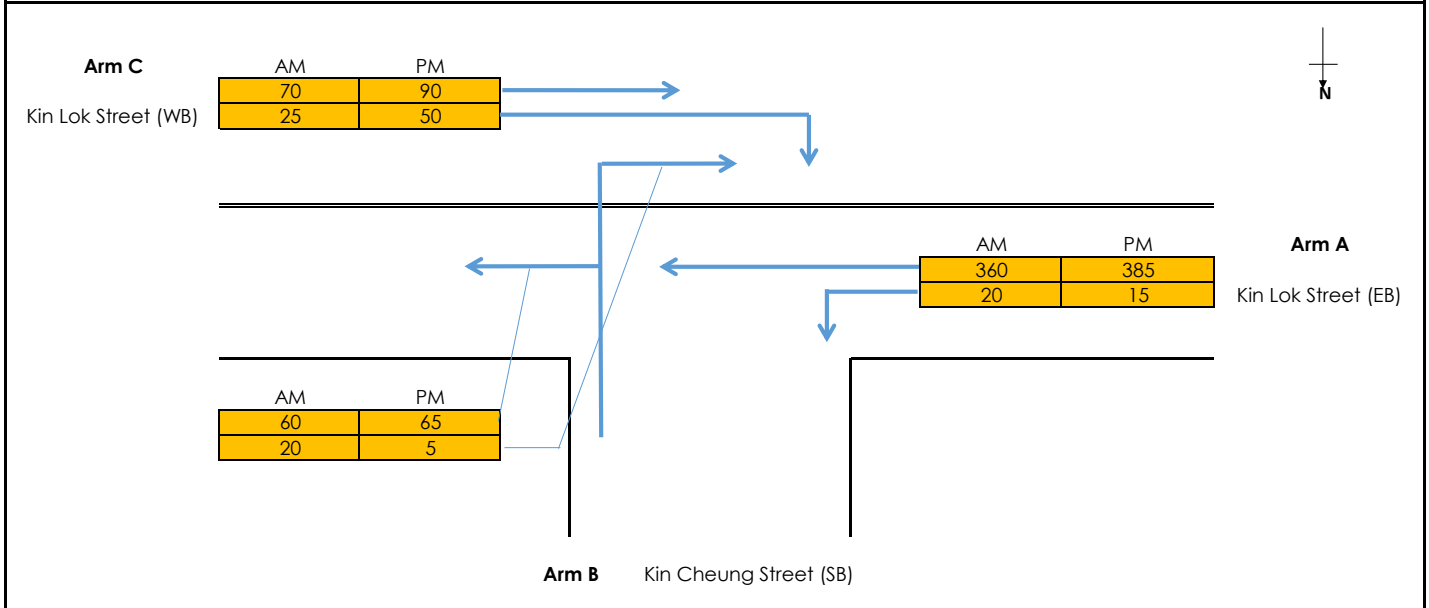 Arm C AM PM
70 90
Kin Lok Street (WB) 25 50
N
AM PM Arm A
360 385
20 15 Kin Lok Street (EB)
AM PM
60 65
20 5
Arm B Kin Cheung Street (SB)